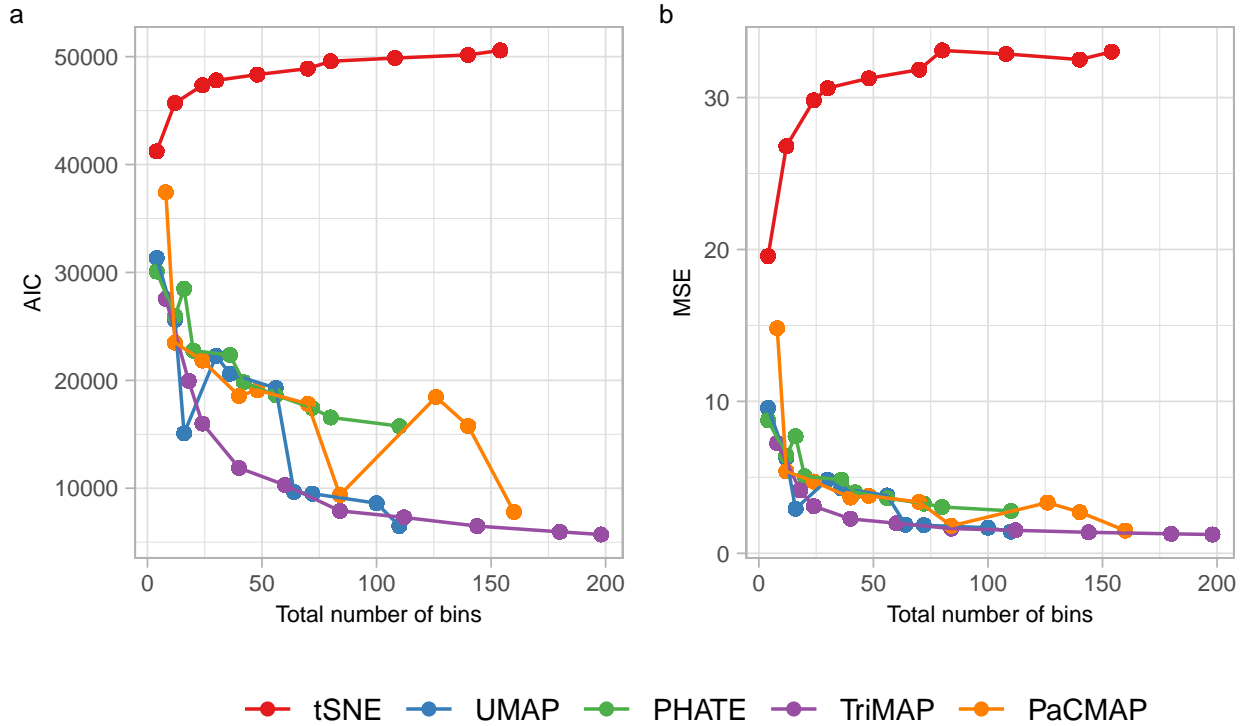 a
50000
40000
30000
20000
10000
AIC
0 50 100 150 200
Total number of bins
b
30
20
10
0
MSE
0 50 100 150 200
Total number of bins
tSNE UMAP PHATE TriMAP PaCMAP